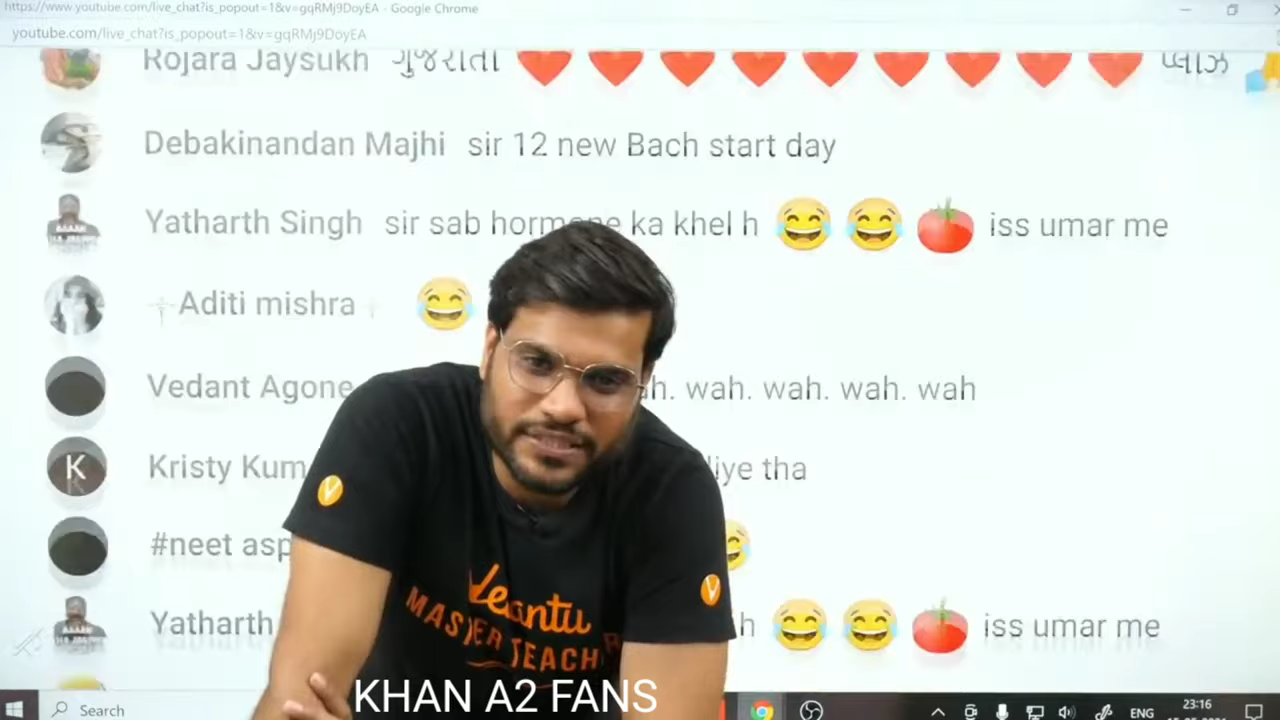 https://www.youtube.com/live_chat?is_popout=1&v=gqRMj9DoyEA - Google Chrome
youtube.com/live_chat?is_popout=1&v=gqRMj9DoyEA
Rojara Jaysukh ગુજરાતી ❤️❤️❤️❤️❤️❤️❤️❤️❤️ પ્લીઝ
Debakinandan Majhi sir 12 new Bach start day
Yatharth Singh sir sab hormone ka khel h 😂 😂 🍅 iss umar me
Aditi mishra 😂
Vedant Agone wah. wah. wah. wah
Kristy Kum liye tha
#neet asp
Yatharth h 😂 😂 🍅 iss umar me
V
Vedantu
MASTER TEACHER
V
K
KHAN A2 FANS
Search
ENG
23:16